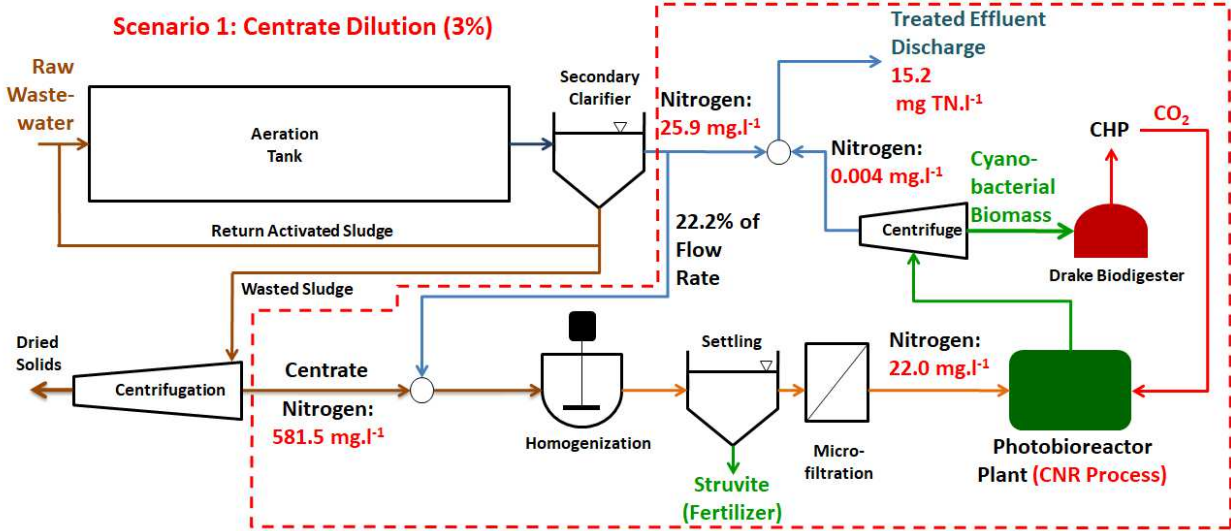 Scenario 1: Centrate Dilution (3%)
Treated Effluent
Discharge
15.2
mg TN.l-1
Raw
Waste-
water
Aeration
Tank
Secondary
Clarifier
Nitrogen:
25.9 mg.l-1
Nitrogen:
0.004 mg.l-1
CHP
CO2
Cyano-
bacterial
Biomass
Centrifuge
Drake Biodigester
Return Activated Sludge
22.2% of
Flow
Rate
Wasted Sludge
Dried
Solids
Centrifugation
Centrate
Nitrogen:
581.5 mg.l-1
Homogenization
Settling
Struvite
(Fertilizer)
Micro-
filtration
Nitrogen:
22.0 mg.l-1
Photobioreactor
Plant (CNR Process)